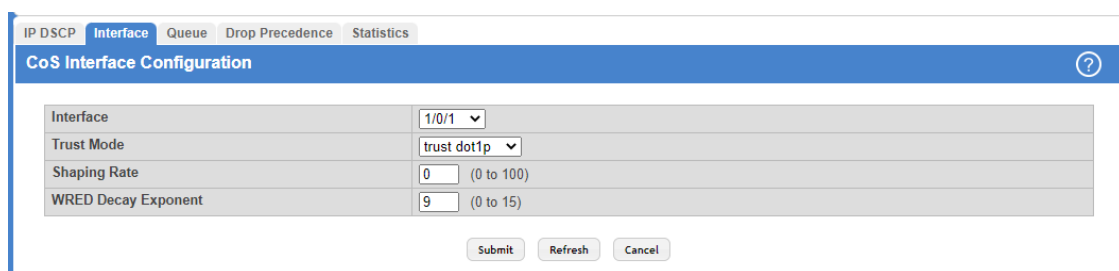 IP DSCP Interface Queue Drop Precedence Statistics
CoS Interface Configuration ?
Interface 1/0/1
Trust Mode trust dot1p
Shaping Rate 0 (0 to 100)
WRED Decay Exponent 9 (0 to 15)
Submit Refresh Cancel